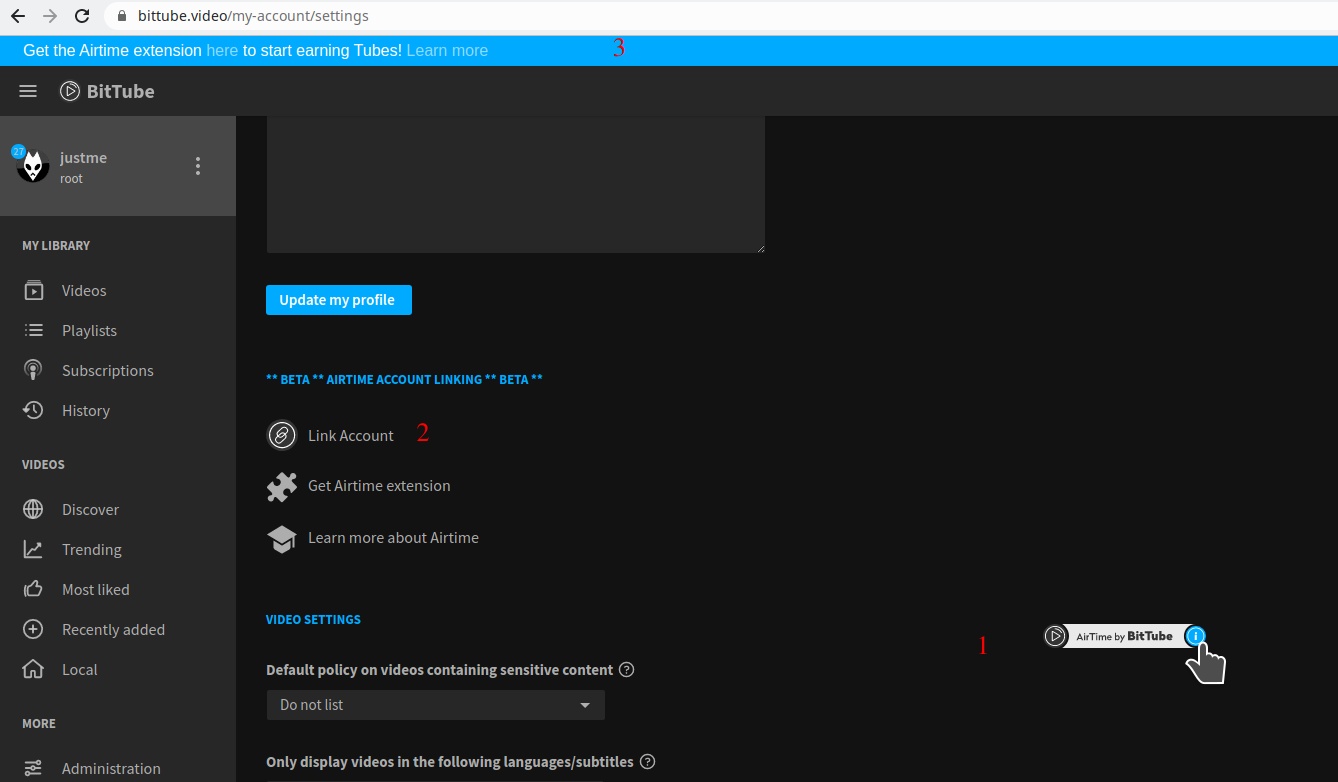 bittube.video/my-account/settings
Get the Airtime extension here to start earning Tubes! Learn more
3
BitTube
27
justme
root
MY LIBRARY
Videos
Playlists
Subscriptions
History
VIDEOS
Discover
Trending
Most liked
Recently added
Local
MORE
Administration
Update my profile
** BETA ** AIRTIME ACCOUNT LINKING ** BETA **
Link Account
2
Get Airtime extension
Learn more about Airtime
VIDEO SETTINGS
1
AirTime by BitTube
i
Default policy on videos containing sensitive content ?
Do not list
Only display videos in the following languages/subtitles ?